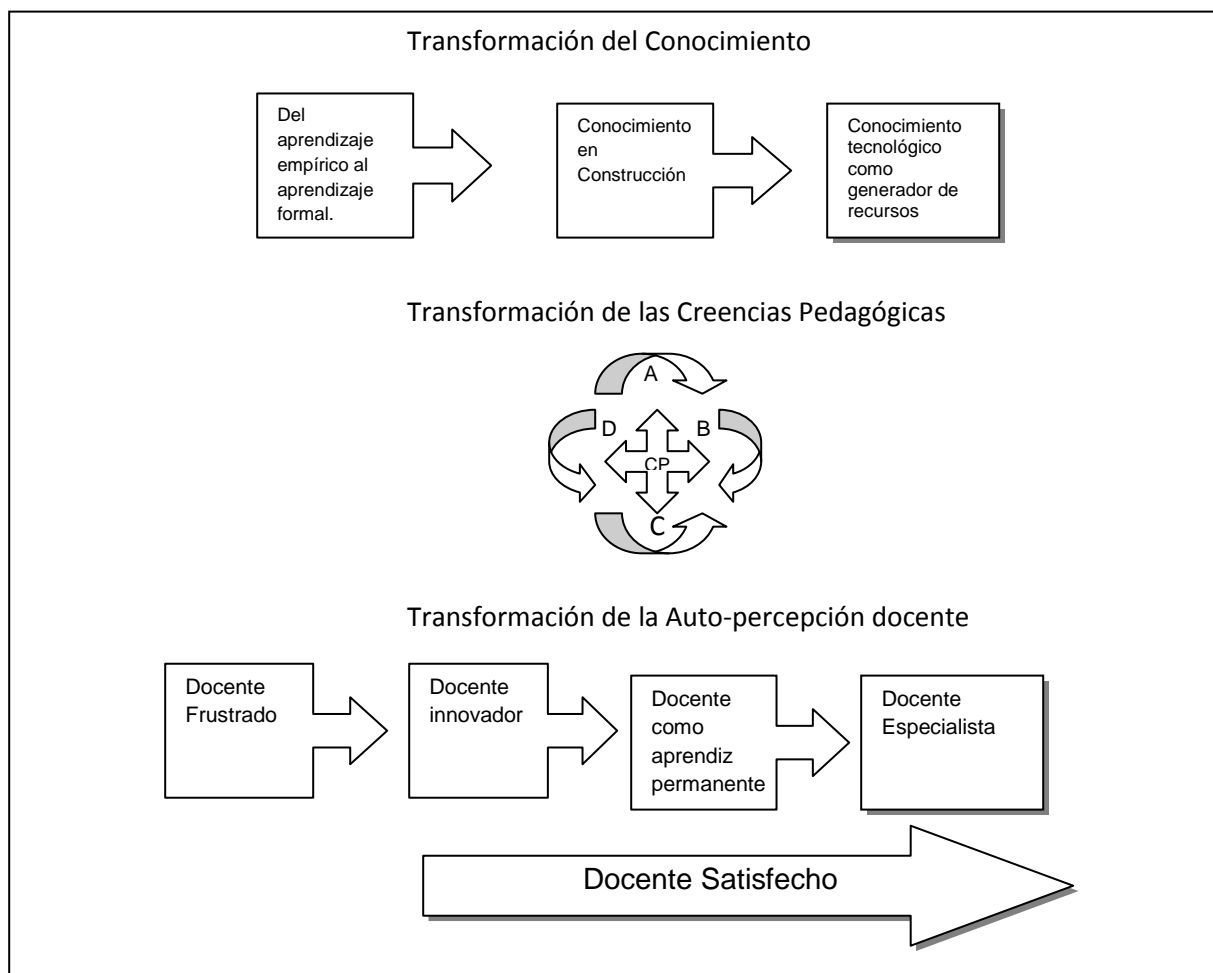 Transformación del Conocimiento
Del
aprendizaje
empírico al
aprendizaje
formal.
Conocimiento
en
Construcción
Conocimiento
tecnológico
como
generador de
recursos
Transformación de las Creencias Pedagógicas
A
D
B
CP
C
Transformación de la Auto-percepción docente
Docente
Frustrado
Docente
innovador
Docente
como
aprendiz
permanente
Docente
Especialista
Docente Satisfecho